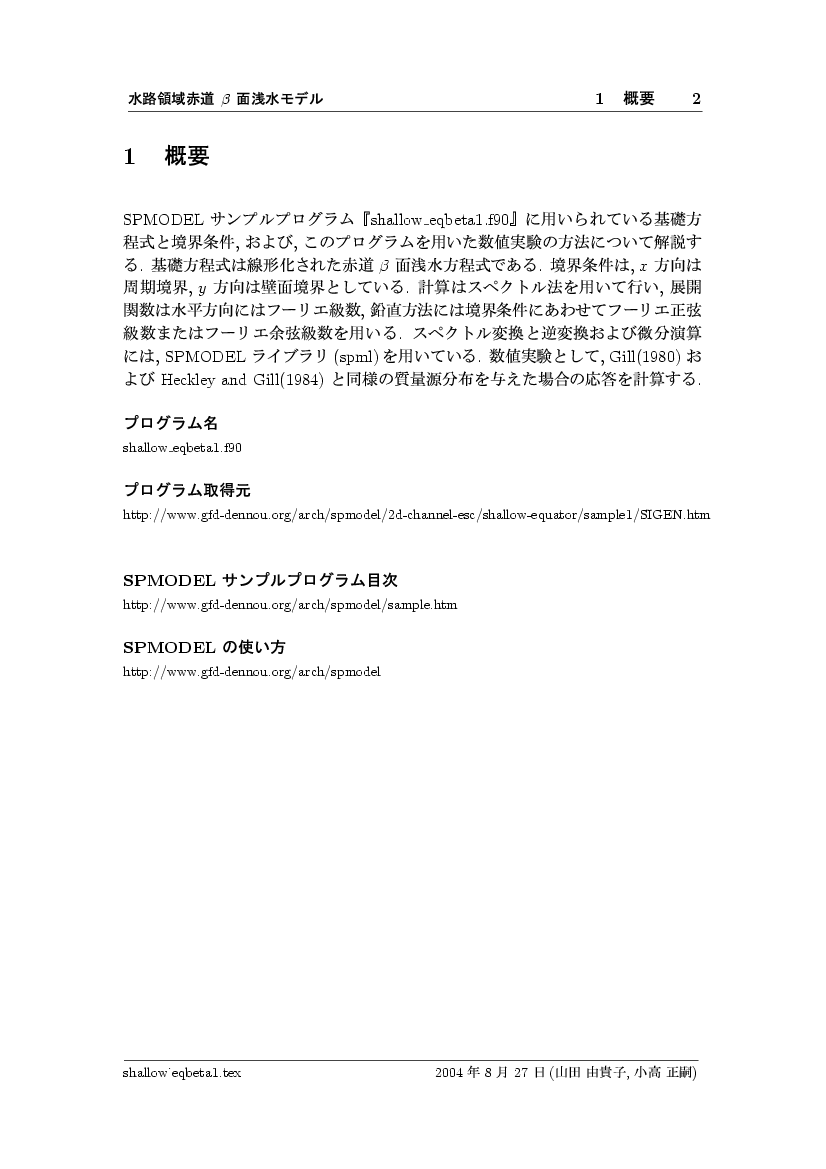 水路領域赤道 β 面浅水モデル 1 概要 2
1 概要
SPMODEL サンプルプログラム『shallow_eqbeta1.f90』に用いられている基礎方
程式と境界条件, および, このプログラムを用いた数値実験の方法について解説す
る. 基礎方程式は線形化された赤道 β 面浅水方程式である. 境界条件は, x 方向は
周期境界, y 方向は壁面境界としている. 計算はスペクトル法を用いて行い, 展開
関数は水平方向にはフーリエ級数, 鉛直方法には境界条件にあわせてフーリエ正弦
級数またはフーリエ余弦級数を用いる. スペクトル変換と逆変換および微分演算
には, SPMODEL ライブラリ (spml) を用いている. 数値実験として, Gill(1980) お
よび Heckley and Gill(1984) と同様の質量源分布を与えた場合の応答を計算する.
プログラム名
shallow_eqbeta1.f90
プログラム取得元
http://www.gfd-dennou.org/arch/spmodel/2d-channel-esc/shallow-equator/sample1/SIGEN.htm
SPMODEL サンプルプログラム目次
http://www.gfd-dennou.org/arch/spmodel/sample.htm
SPMODEL の使い方
http://www.gfd-dennou.org/arch/spmodel
shallow˙eqbeta1.tex 2004 年 8 月 27 日 (山田 由貴子, 小高 正嗣)